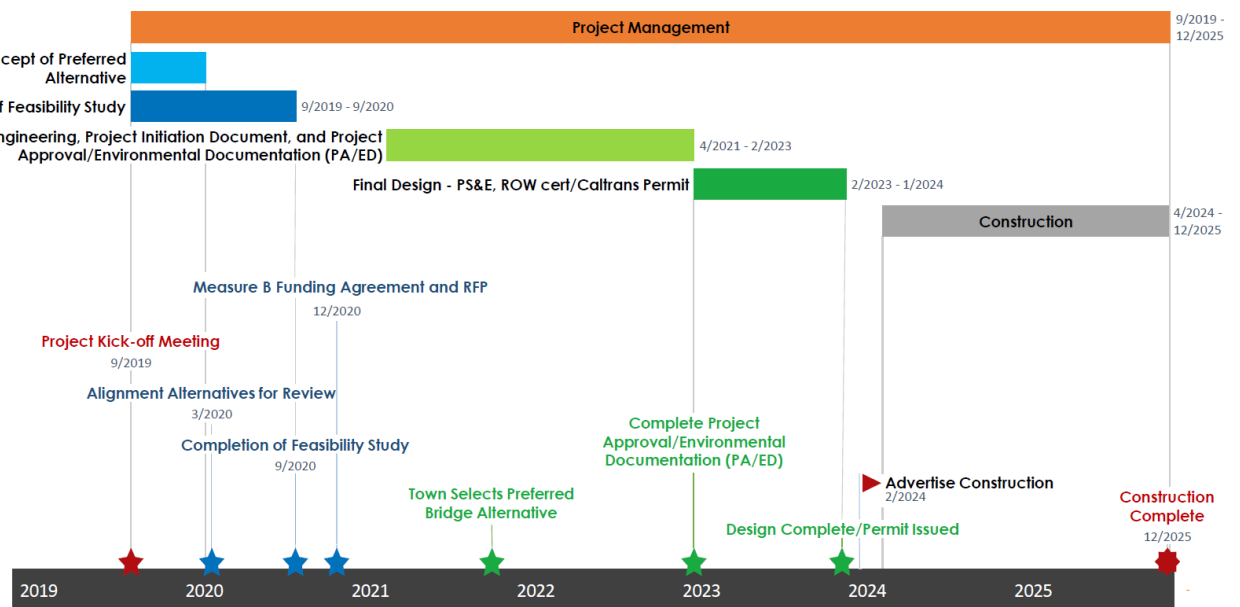 Project Management
9/2019 -
12/2025
cept of Preferred
Alternative
f Feasibility Study
9/2019 - 9/2020
ngineering, Project Initiation Document, and Project
Approval/Environmental Documentation (PA/ED)
4/2021 - 2/2023
Final Design - PS&E, ROW cert/Caltrans Permit
2/2023 - 1/2024
Construction
4/2024 -
12/2025
Measure B Funding Agreement and RFP
12/2020
Project Kick-off Meeting
9/2019
Alignment Alternatives for Review
3/2020
Completion of Feasibility Study
9/2020
Complete Project
Approval/Environmental
Documentation (PA/ED)
Town Selects Preferred
Bridge Alternative
Advertise Construction
2/2024
Design Complete/Permit Issued
Construction
Complete
12/2025
2019 2020 2021 2022 2023 2024 2025